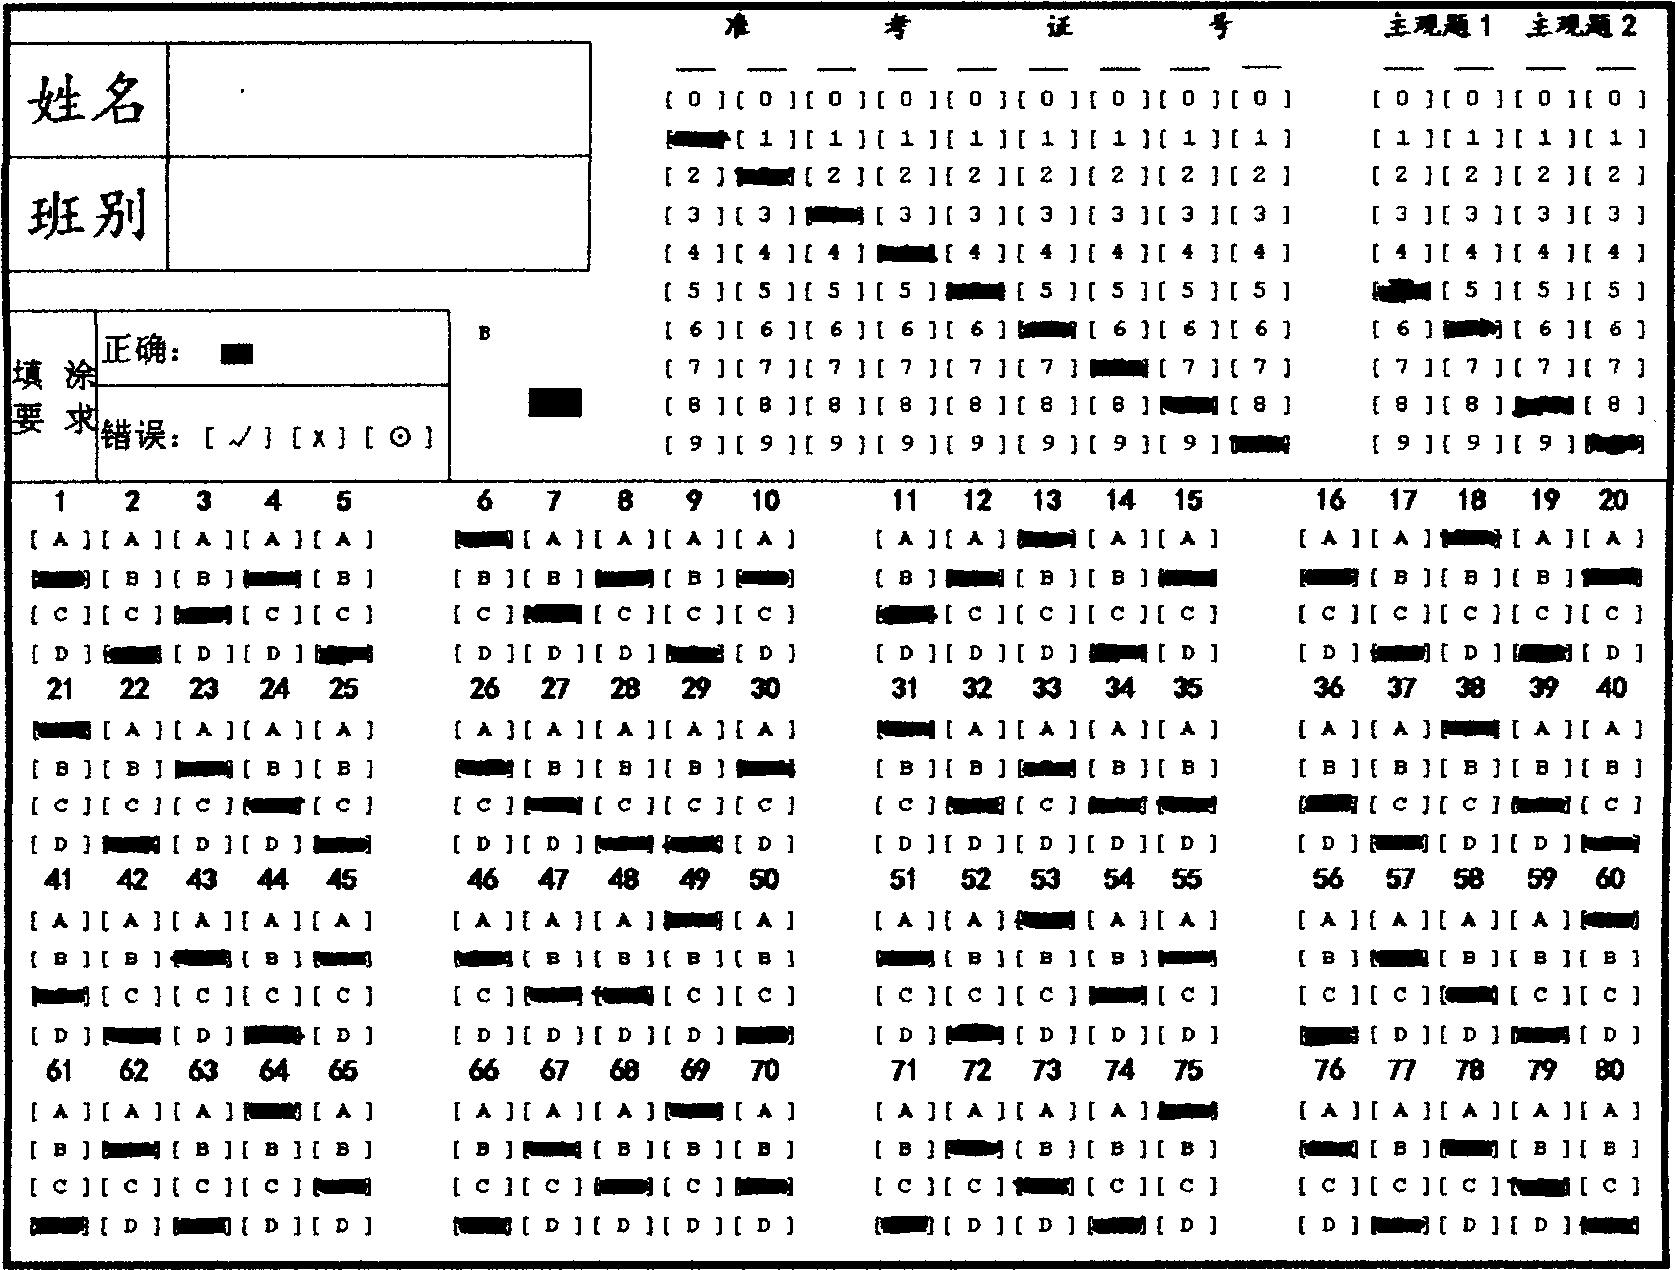 准 考 证 号 主观题1 主观题2
姓名
[ 0 ][ 0 ][ 0 ][ 0 ][ 0 ][ 0 ][ 0 ][ 0 ][ 0 ] [ 0 ][ 0 ][ 0 ][ 0 ]
[ 1 ][ 1 ][ 1 ][ 1 ][ 1 ][ 1 ][ 1 ][ 1 ] [ 1 ][ 1 ][ 1 ][ 1 ]
[ 2 ] [ 2 ][ 2 ][ 2 ][ 2 ][ 2 ][ 2 ][ 2 ] [ 2 ][ 2 ][ 2 ][ 2 ]
班别
[ 3 ][ 3 ] [ 3 ][ 3 ][ 3 ][ 3 ][ 3 ][ 3 ] [ 3 ][ 3 ][ 3 ][ 3 ]
[ 4 ][ 4 ][ 4 ] [ 4 ][ 4 ][ 4 ][ 4 ][ 4 ] [ 4 ][ 4 ][ 4 ][ 4 ]
[ 5 ][ 5 ][ 5 ][ 5 ] [ 5 ][ 5 ][ 5 ][ 5 ] [ 5 ][ 5 ][ 5 ]
[ 6 ][ 6 ][ 6 ][ 6 ][ 6 ] [ 6 ][ 6 ][ 6 ] [ 6 ] [ 6 ][ 6 ]
[ 7 ][ 7 ][ 7 ][ 7 ][ 7 ][ 7 ] [ 7 ][ 7 ] [ 7 ][ 7 ][ 7 ][ 7 ]
[ 8 ][ 8 ][ 8 ][ 8 ][ 8 ][ 8 ][ 8 ] [ 8 ] [ 8 ][ 8 ] [ 8 ]
[ 9 ][ 9 ][ 9 ][ 9 ][ 9 ][ 9 ][ 9 ][ 9 ] [ 9 ][ 9 ][ 9 ]
填 涂
要 求
正确:
错误: [ ✓ ] [ x ] [ ⊙ ]
B
1 2 3 4 5 6 7 8 9 10 11 12 13 14 15 16 17 18 19 20
[ A ][ A ][ A ][ A ][ A ] [ A ][ A ][ A ][ A ] [ A ][ A ] [ A ][ A ] [ A ][ A ] [ A ][ A ]
[ B ][ B ] [ B ] [ B ][ B ] [ B ] [ B ] [ B ][ B ] [ B ][ B ][ B ]
[ C ][ C ] [ C ][ C ] [ C ] [ C ][ C ][ C ] [ C ][ C ][ C ][ C ] [ C ][ C ][ C ][ C ][ C ]
[ D ] [ D ][ D ] [ D ][ D ][ D ] [ D ] [ D ][ D ][ D ] [ D ] [ D ] [ D ] [ D ]
21 22 23 24 25 26 27 28 29 30 31 32 33 34 35 36 37 38 39 40
[ A ][ A ][ A ][ A ] [ A ][ A ][ A ][ A ][ A ] [ A ][ A ][ A ][ A ] [ A ][ A ] [ A ][ A ]
[ B ][ B ] [ B ][ B ] [ B ][ B ][ B ] [ B ][ B ] [ B ][ B ] [ B ][ B ][ B ][ B ][ B ]
[ C ][ C ][ C ] [ C ] [ C ] [ C ][ C ][ C ] [ C ] [ C ] [ C ][ C ] [ C ]
[ D ] [ D ][ D ] [ D ][ D ] [ D ] [ D ][ D ][ D ][ D ][ D ] [ D ] [ D ][ D ]
41 42 43 44 45 46 47 48 49 50 51 52 53 54 55 56 57 58 59 60
[ A ][ A ][ A ][ A ][ A ] [ A ][ A ][ A ] [ A ] [ A ][ A ] [ A ][ A ] [ A ][ A ][ A ][ A ]
[ B ][ B ] [ B ] [ B ][ B ][ B ][ B ] [ B ][ B ][ B ] [ B ] [ B ][ B ][ B ]
[ C ][ C ][ C ][ C ] [ C ] [ C ][ C ] [ C ][ C ][ C ] [ C ] [ C ][ C ] [ C ][ C ]
[ D ] [ D ] [ D ] [ D ][ D ][ D ][ D ] [ D ] [ D ][ D ][ D ] [ D ][ D ] [ D ]
61 62 63 64 65 66 67 68 69 70 71 72 73 74 75 76 77 78 79 80
[ A ][ A ][ A ] [ A ] [ A ][ A ][ A ] [ A ] [ A ][ A ][ A ][ A ] [ A ][ A ][ A ][ A ][ A ]
[ B ] [ B ][ B ][ B ] [ B ] [ B ][ B ][ B ] [ B ] [ B ][ B ][ B ] [ B ] [ B ][ B ]
[ C ][ C ][ C ][ C ] [ C ][ C ] [ C ] [ C ][ C ] [ C ][ C ] [ C ][ C ][ C ] [ C ]
[ D ] [ D ][ D ] [ D ][ D ][ D ][ D ] [ D ][ D ] [ D ] [ D ] [ D ][ D ]